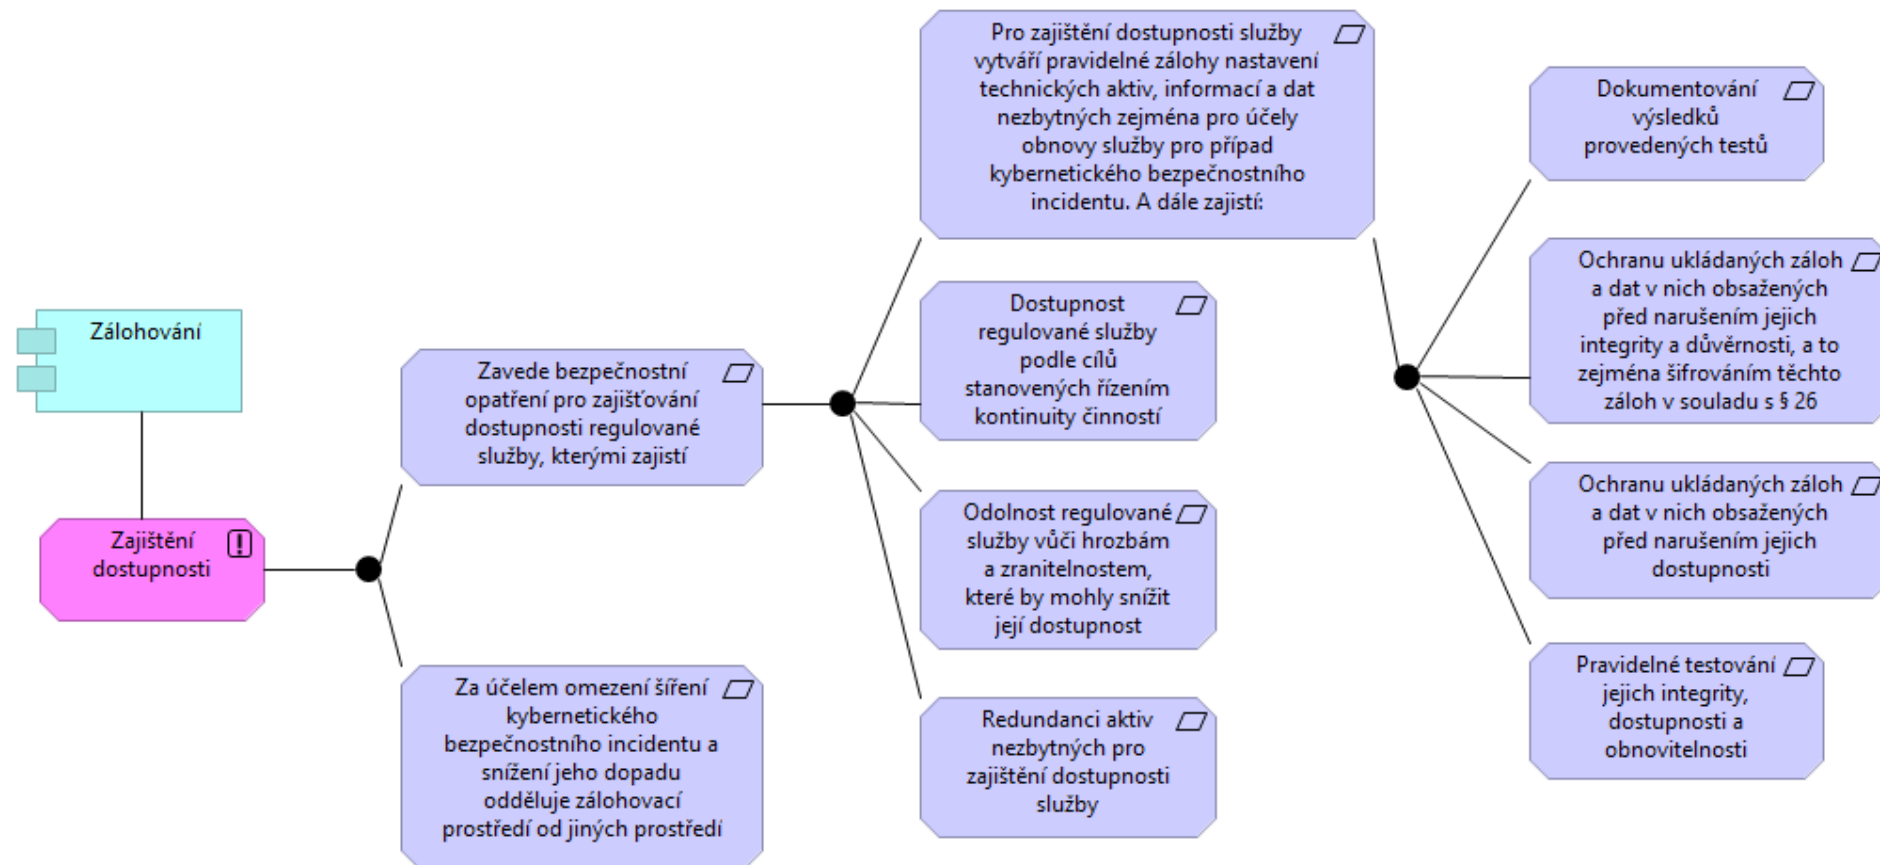 Zálohování
Zajištění
dostupnosti
Zavede bezpečnostní
opatření pro zajišťování
dostupnosti regulované
služby, kterými zajistí
Za účelem omezení šíření
kybernetického
bezpečnostního incidentu a
snížení jeho dopadu
odděluje zálohovací
prostředí od jiných prostředí
Pro zajištění dostupnosti služby
vytváří pravidelné zálohy nastavení
technických aktiv, informací a dat
nezbytných zejména pro účely
obnovy služby pro případ
kybernetického bezpečnostního
incidentu. A dále zajistí:
Dostupnost
regulované služby
podle cílů
stanovených řízením
kontinuity činností
Odolnost regulované
služby vůči hrozbám
a zranitelnostem,
které by mohly snížit
její dostupnost
Redundanci aktiv
nezbytných pro
zajištění dostupnosti
služby
Dokumentování
výsledků
provedených testů
Ochranu ukládaných záloh
a dat v nich obsažených
před narušením jejich
integrity a důvěrnosti, a to
zejména šifrováním těchto
záloh v souladu s § 26
Ochranu ukládaných záloh
a dat v nich obsažených
před narušením jejich
dostupnosti
Pravidelné testování
jejich integrity,
dostupnosti a
obnovitelnosti